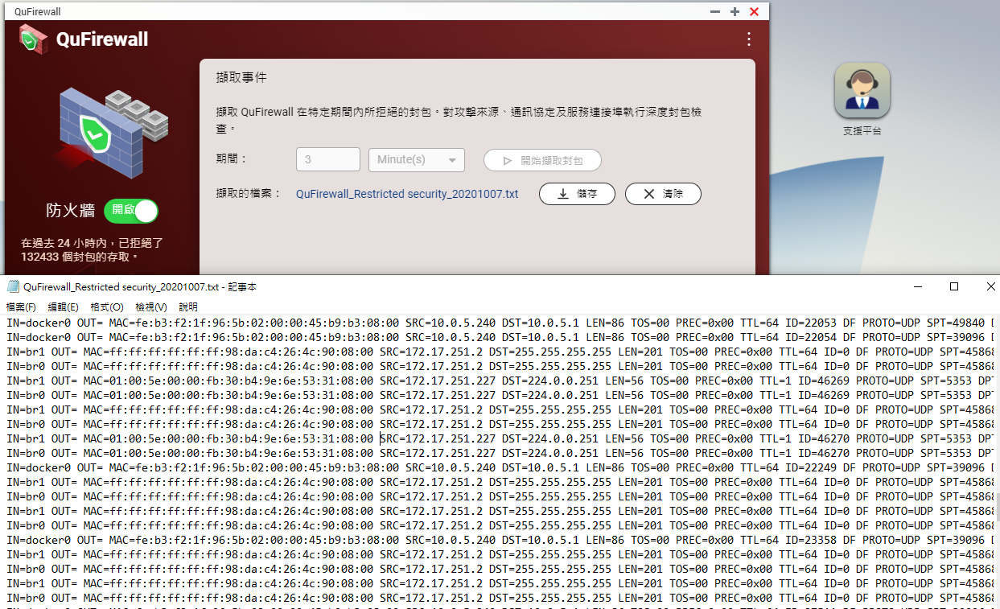 QuFirewall
QuFirewall
擷取事件
擷取 QuFirewall 在特定期間內所拒絕的封包。對攻擊來源、通訊協定及服務連接埠執行深度封包檢
查。
期間：
3
Minute(s)
開始擷取封包
擷取的檔案：
QuFirewall_Restricted security_20201007.txt
儲存
清除
防火牆
開啟
在過去 24 小時內，已拒絕了
132433 個封包的存取。
支援平台
QuFirewall_Restricted security_20201007.txt - 記事本
檔案(F) 編輯(E) 格式(O) 檢視(V) 說明
IN=docker0 OUT= MAC=fe:b3:f2:1f:96:5b:02:00:00:45:b9:b3:08:00 SRC=10.0.5.240 DST=10.0.5.1 LEN=86 TOS=00 PREC=0x00 TTL=64 ID=22053 DF PROTO=UDP SPT=49840 D
IN=docker0 OUT= MAC=fe:b3:f2:1f:96:5b:02:00:00:45:b9:b3:08:00 SRC=10.0.5.240 DST=10.0.5.1 LEN=86 TOS=00 PREC=0x00 TTL=64 ID=22054 DF PROTO=UDP SPT=39096 D
IN=br1 OUT= MAC=ff:ff:ff:ff:ff:ff:98:da:c4:26:4c:90:08:00 SRC=172.17.251.2 DST=255.255.255.255 LEN=201 TOS=00 PREC=0x00 TTL=64 ID=0 DF PROTO=UDP SPT=45868
IN=br0 OUT= MAC=ff:ff:ff:ff:ff:ff:98:da:c4:26:4c:90:08:00 SRC=172.17.251.2 DST=255.255.255.255 LEN=201 TOS=00 PREC=0x00 TTL=64 ID=0 DF PROTO=UDP SPT=45868
IN=br1 OUT= MAC=01:00:5e:00:00:fb:30:b4:9e:6e:53:31:08:00 SRC=172.17.251.227 DST=224.0.0.251 LEN=56 TOS=00 PREC=0x00 TTL=1 ID=46269 PROTO=UDP SPT=5353 DPT
IN=br0 OUT= MAC=01:00:5e:00:00:fb:30:b4:9e:6e:53:31:08:00 SRC=172.17.251.227 DST=224.0.0.251 LEN=56 TOS=00 PREC=0x00 TTL=1 ID=46269 PROTO=UDP SPT=5353 DPT
IN=br1 OUT= MAC=ff:ff:ff:ff:ff:ff:98:da:c4:26:4c:90:08:00 SRC=172.17.251.2 DST=255.255.255.255 LEN=201 TOS=00 PREC=0x00 TTL=64 ID=0 DF PROTO=UDP SPT=45868
IN=br0 OUT= MAC=ff:ff:ff:ff:ff:ff:98:da:c4:26:4c:90:08:00 SRC=172.17.251.2 DST=255.255.255.255 LEN=201 TOS=00 PREC=0x00 TTL=64 ID=0 DF PROTO=UDP SPT=45868
IN=br1 OUT= MAC=01:00:5e:00:00:fb:30:b4:9e:6e:53:31:08:00 SRC=172.17.251.227 DST=224.0.0.251 LEN=56 TOS=00 PREC=0x00 TTL=1 ID=46270 PROTO=UDP SPT=5353 DPT
IN=br0 OUT= MAC=01:00:5e:00:00:fb:30:b4:9e:6e:53:31:08:00 SRC=172.17.251.227 DST=224.0.0.251 LEN=56 TOS=00 PREC=0x00 TTL=1 ID=46270 PROTO=UDP SPT=5353 DPT
IN=docker0 OUT= MAC=fe:b3:f2:1f:96:5b:02:00:00:45:b9:b3:08:00 SRC=10.0.5.240 DST=10.0.5.1 LEN=86 TOS=00 PREC=0x00 TTL=64 ID=22249 DF PROTO=UDP SPT=39096 D
IN=br1 OUT= MAC=ff:ff:ff:ff:ff:ff:98:da:c4:26:4c:90:08:00 SRC=172.17.251.2 DST=255.255.255.255 LEN=201 TOS=00 PREC=0x00 TTL=64 ID=0 DF PROTO=UDP SPT=45868
IN=br0 OUT= MAC=ff:ff:ff:ff:ff:ff:98:da:c4:26:4c:90:08:00 SRC=172.17.251.2 DST=255.255.255.255 LEN=201 TOS=00 PREC=0x00 TTL=64 ID=0 DF PROTO=UDP SPT=45868
IN=br1 OUT= MAC=ff:ff:ff:ff:ff:ff:98:da:c4:26:4c:90:08:00 SRC=172.17.251.2 DST=255.255.255.255 LEN=201 TOS=00 PREC=0x00 TTL=64 ID=0 DF PROTO=UDP SPT=45868
IN=br0 OUT= MAC=ff:ff:ff:ff:ff:ff:98:da:c4:26:4c:90:08:00 SRC=172.17.251.2 DST=255.255.255.255 LEN=201 TOS=00 PREC=0x00 TTL=64 ID=0 DF PROTO=UDP SPT=45868
IN=docker0 OUT= MAC=fe:b3:f2:1f:96:5b:02:00:00:45:b9:b3:08:00 SRC=10.0.5.240 DST=10.0.5.1 LEN=86 TOS=00 PREC=0x00 TTL=64 ID=23358 DF PROTO=UDP SPT=39096 D
IN=br1 OUT= MAC=ff:ff:ff:ff:ff:ff:98:da:c4:26:4c:90:08:00 SRC=172.17.251.2 DST=255.255.255.255 LEN=201 TOS=00 PREC=0x00 TTL=64 ID=0 DF PROTO=UDP SPT=45868
IN=br0 OUT= MAC=ff:ff:ff:ff:ff:ff:98:da:c4:26:4c:90:08:00 SRC=172.17.251.2 DST=255.255.255.255 LEN=201 TOS=00 PREC=0x00 TTL=64 ID=0 DF PROTO=UDP SPT=45868
IN=br1 OUT= MAC=ff:ff:ff:ff:ff:ff:98:da:c4:26:4c:90:08:00 SRC=172.17.251.2 DST=255.255.255.255 LEN=201 TOS=00 PREC=0x00 TTL=64 ID=0 DF PROTO=UDP SPT=45868
IN=br0 OUT= MAC=ff:ff:ff:ff:ff:ff:98:da:c4:26:4c:90:08:00 SRC=172.17.251.2 DST=255.255.255.255 LEN=201 TOS=00 PREC=0x00 TTL=64 ID=0 DF PROTO=UDP SPT=45868